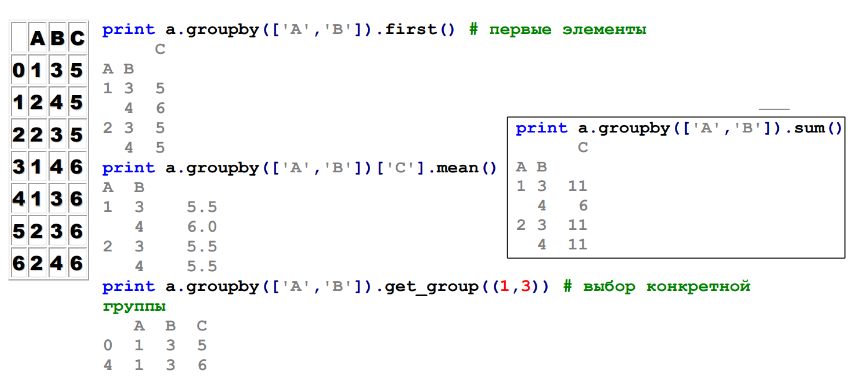 A B C
0 1 3 5
1 2 4 5
2 2 3 5
3 1 4 6
4 1 3 6
5 2 3 6
6 2 4 6
print a.groupby(['A','B']).first() # первые элементы
C
A B
1 3 5
4 6
2 3 5
4 5
print a.groupby(['A','B'])['C'].mean()
A B
1 3 5.5
4 6.0
2 3 5.5
4 5.5
print a.groupby(['A','B']).get_group((1,3)) # выбор конкретной
группы
A B C
0 1 3 5
4 1 3 6
print a.groupby(['A','B']).sum()
C
A B
1 3 11
4 6
2 3 11
4 11